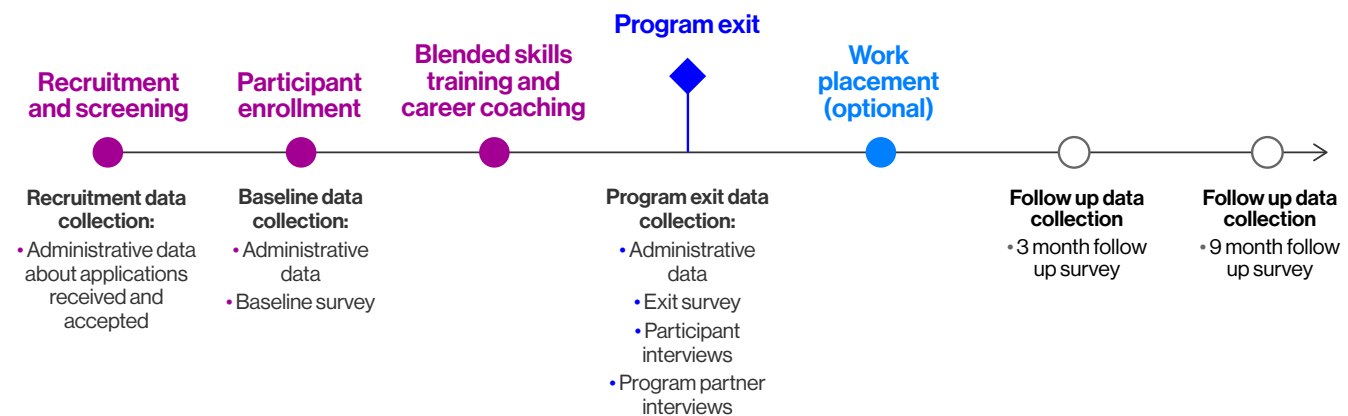 Recruitment
and screening
Participant
enrollment
Blended skills
training and
career coaching
Program exit
Work
placement
(optional)
Recruitment data
collection:
• Administrative data
about applications
received and
accepted
Baseline data
collection:
• Administrative
data
• Baseline survey
Program exit data
collection:
• Administrative
data
• Exit survey
• Participant
interviews
• Program partner
interviews
Follow up data
collection
• 3 month follow
up survey
Follow up data
collection
• 9 month follow
up survey